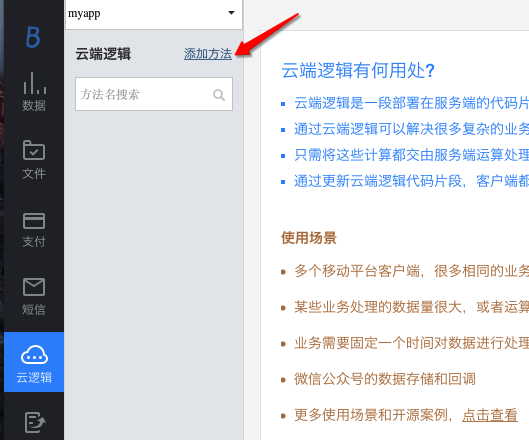 myapp
B
数据
文件
支付
短信
云逻辑
云端逻辑 添加方法
方法名搜索
云端逻辑有何用处?
云端逻辑是一段部署在服务端的代码片
通过云端逻辑可以解决很多复杂的业务
只需将这些计算都交由服务端运算处理
通过更新云端逻辑代码片段，客户端都
使用场景
多个移动平台客户端，很多相同的业务
某些业务处理的数据量很大，或者运算
业务需要固定一个时间对数据进行处理
微信公众号的数据存储和回调
更多使用场景和开源案例，点击查看